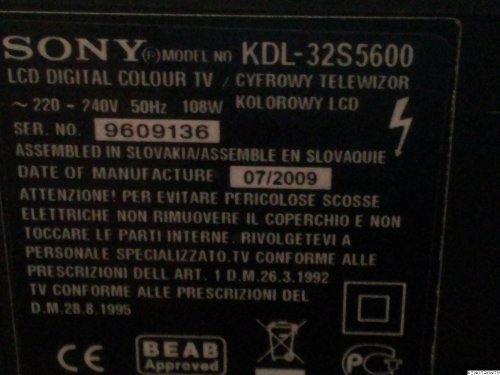 SONY (R) MODEL NO KDL-32S5600
LCD DIGITAL COLOUR TV / CYFROWY TELEWIZOR
~ 220 - 240V 50Hz 108W KOLOROWY LCD
SER. NO. 9609136
ASSEMBLED IN SLOVAKIA/ASSEMBLE EN SLOVAQUIE
DATE OF MANUFACTURE 07/2009
ATTENZIONE! PER EVITARE PERICOLOSE SCOSSE
ELETTRICHE NON RIMUOVERE IL COPERCHIO E NON
TOCCARE LE PARTI INTERNE. RIVOLGETEVI A
PERSONALE SPECIALIZZATO.TV CONFORME ALLE
PRESCRIZIONI DELL ART. 1 D.M.26.3.1992
TV CONFORME ALLE PRESCRIZIONI DEL
D.M.28.8.1995
CE BEAB
Approved